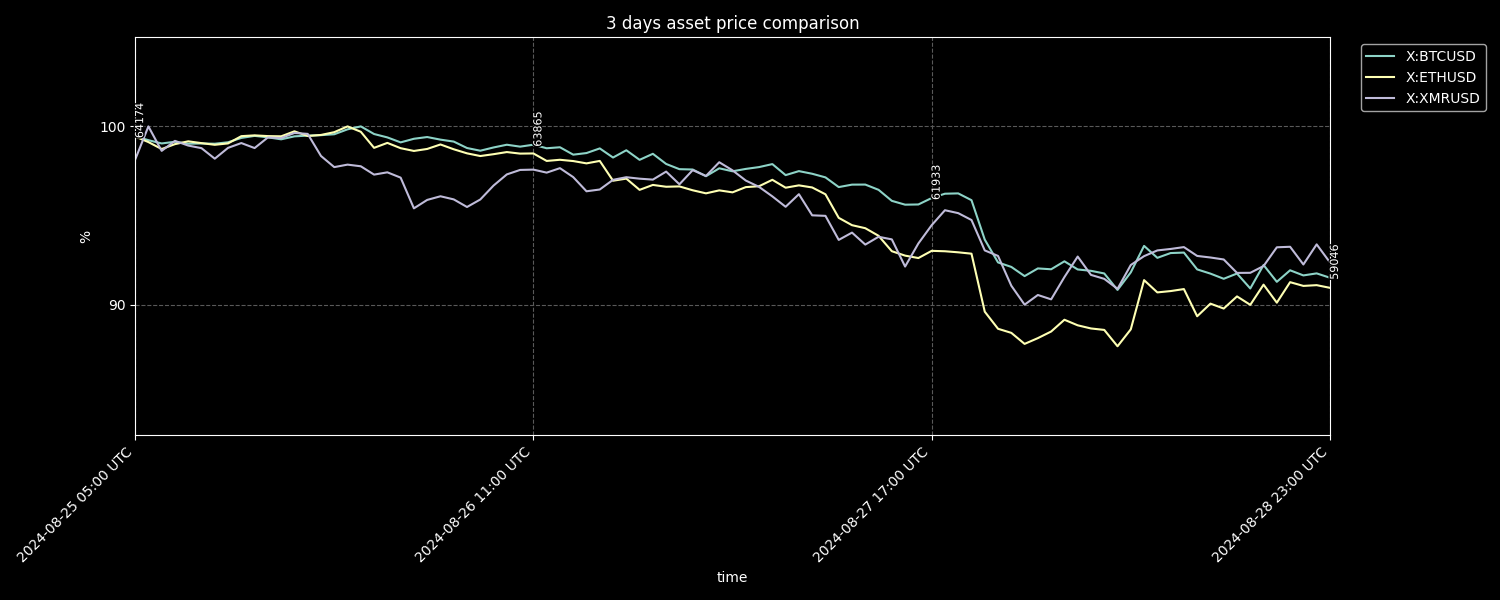 3 days asset price comparison
X:BTCUSD
X:ETHUSD
X:XMRUSD
64174
63865
61933
59046
100
90
%
2024-08-25 05:00 UTC
2024-08-26 11:00 UTC
2024-08-27 17:00 UTC
2024-08-28 23:00 UTC
time